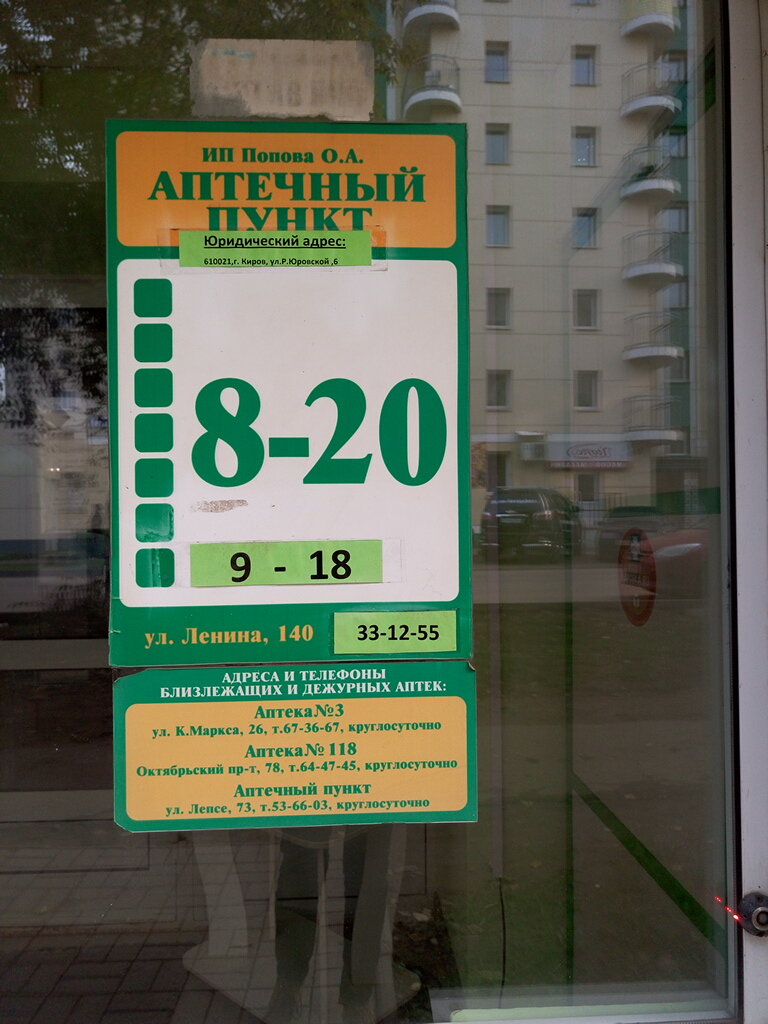 ИП Попова О.А.
АПТЕЧНЫЙ
ПУНКТ
Юридический адрес:
610021,г. Киров, ул.Р.Юровской ,6
8-20
9 - 18
ул. Ленина, 140
33-12-55
АДРЕСА И ТЕЛЕФОНЫ
БЛИЗЛЕЖАЩИХ И ДЕЖУРНЫХ АПТЕК:
Аптека№3
ул. К.Маркса, 26, т.67-36-67, круглосуточно
Аптека№ 118
Октябрьский пр-т, 78, т.64-47-45, круглосуточно
Аптечный пункт
ул. Лепсе, 73, т.53-66-03, круглосуточно